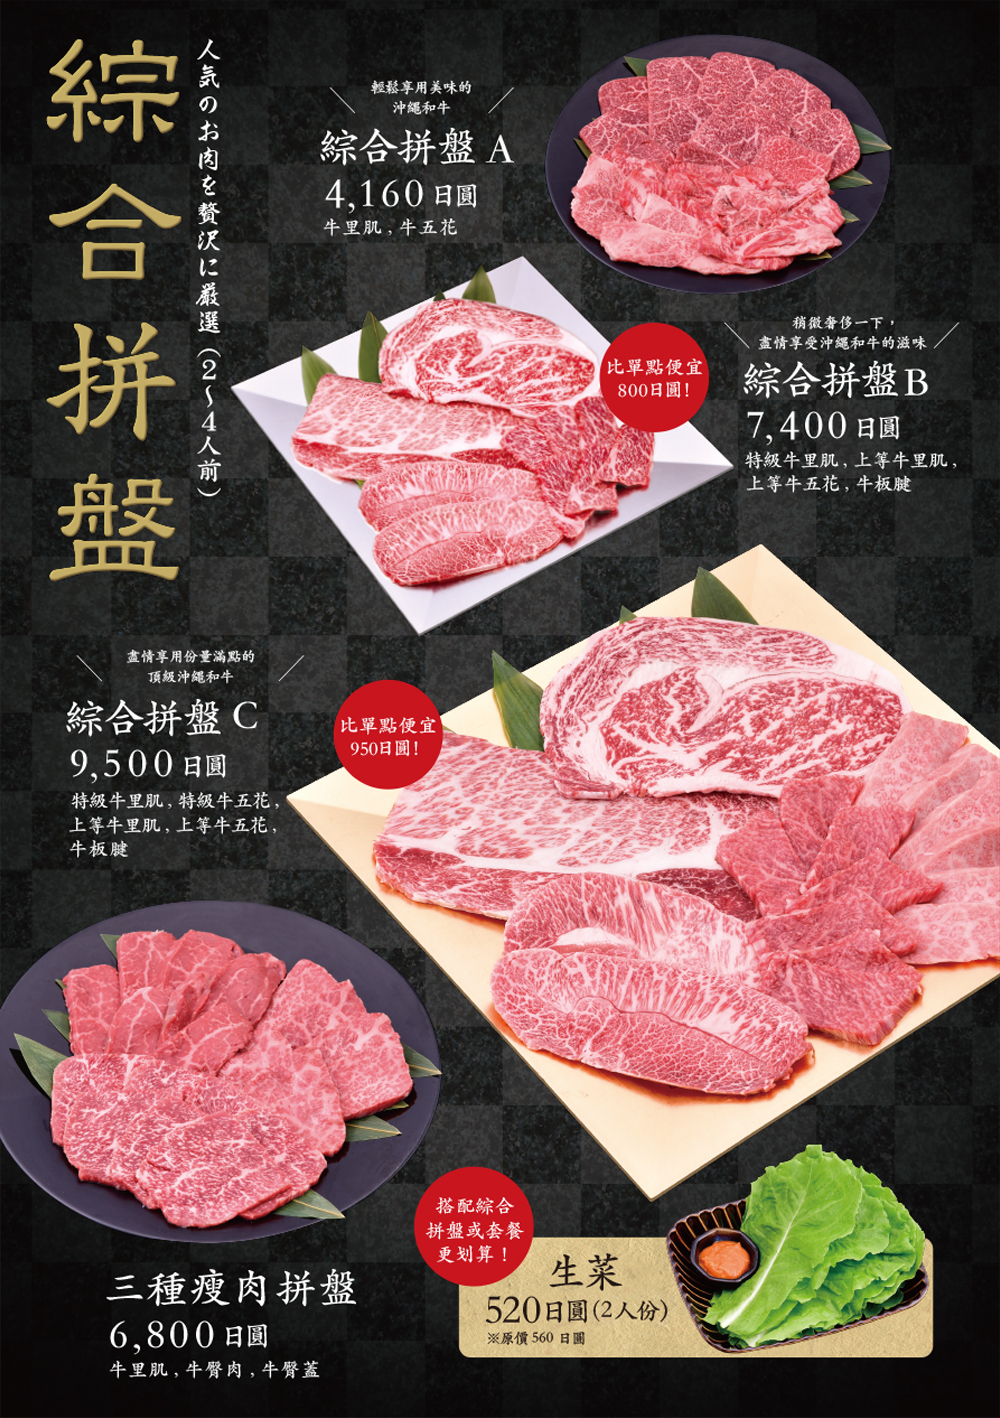 綜合拼盤
人気のお肉を贅沢に厳選(2~4人前)
輕鬆享用美味的
沖繩和牛
綜合拼盤 A
4,160 日圓
牛里肌, 牛五花
比單點便宜
800日圓!
稍微奢侈一下,
盡情享受沖繩和牛的滋味
綜合拼盤 B
7,400 日圓
特級牛里肌, 上等牛里肌,
上等牛五花, 牛板腱
盡情享用份量滿點的
頂級沖繩和牛
綜合拼盤 C
9,500 日圓
特級牛里肌, 特級牛五花,
上等牛里肌, 上等牛五花,
牛板腱
比單點便宜
950日圓!
三種瘦肉拼盤
6,800 日圓
牛里肌, 牛臀肉, 牛臀蓋
搭配綜合
拼盤或套餐
更划算!
生菜
520日圓(2人份)
※原價 560 日圓